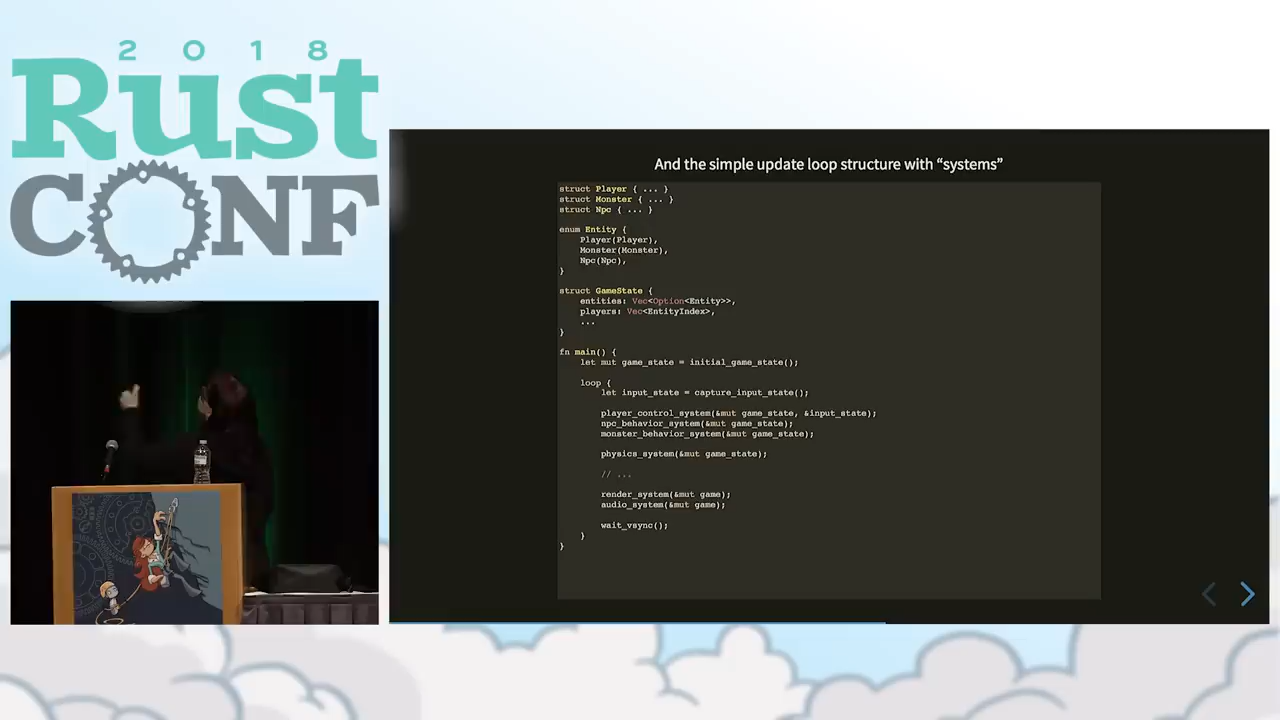 2 0 1 8
Rust
CONF
And the simple update loop structure with “systems”
struct Player { ... }
struct Monster { ... }
struct Npc { ... }
enum Entity {
Player(Player),
Monster(Monster),
Npc(Npc),
}
struct GameState {
entities: Vec<Option<Entity>>,
players: Vec<EntityIndex>,
...
}
fn main() {
let mut game_state = initial_game_state();
loop {
let input_state = capture_input_state();
player_control_system(&mut game_state, &input_state);
npc_behavior_system(&mut game_state);
monster_behavior_system(&mut game_state);
physics_system(&mut game_state);
// ...
render_system(&mut game);
audio_system(&mut game);
wait_vsync();
}
}